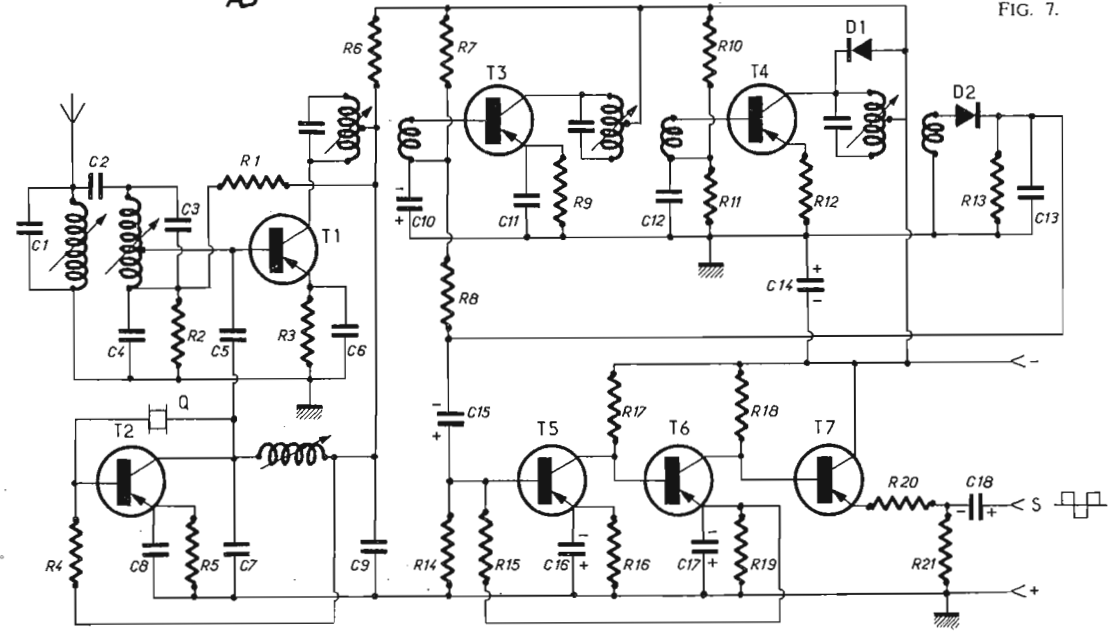 FIG. 7.
D1
R6 R7 R10
T3 T4
D2
C2
R1
C3
C1
T1
C10 C11 R9 C12 R11 R12 R13 C13
C14
R8
C4 R2 C5 R3 C6
-
Q
C15
R17 R18
T2
T5 T6 T7
R20 C18
S
R4 C8 R5 C7 C9 R14 R15 C16 R16 C17 R19 R21
+